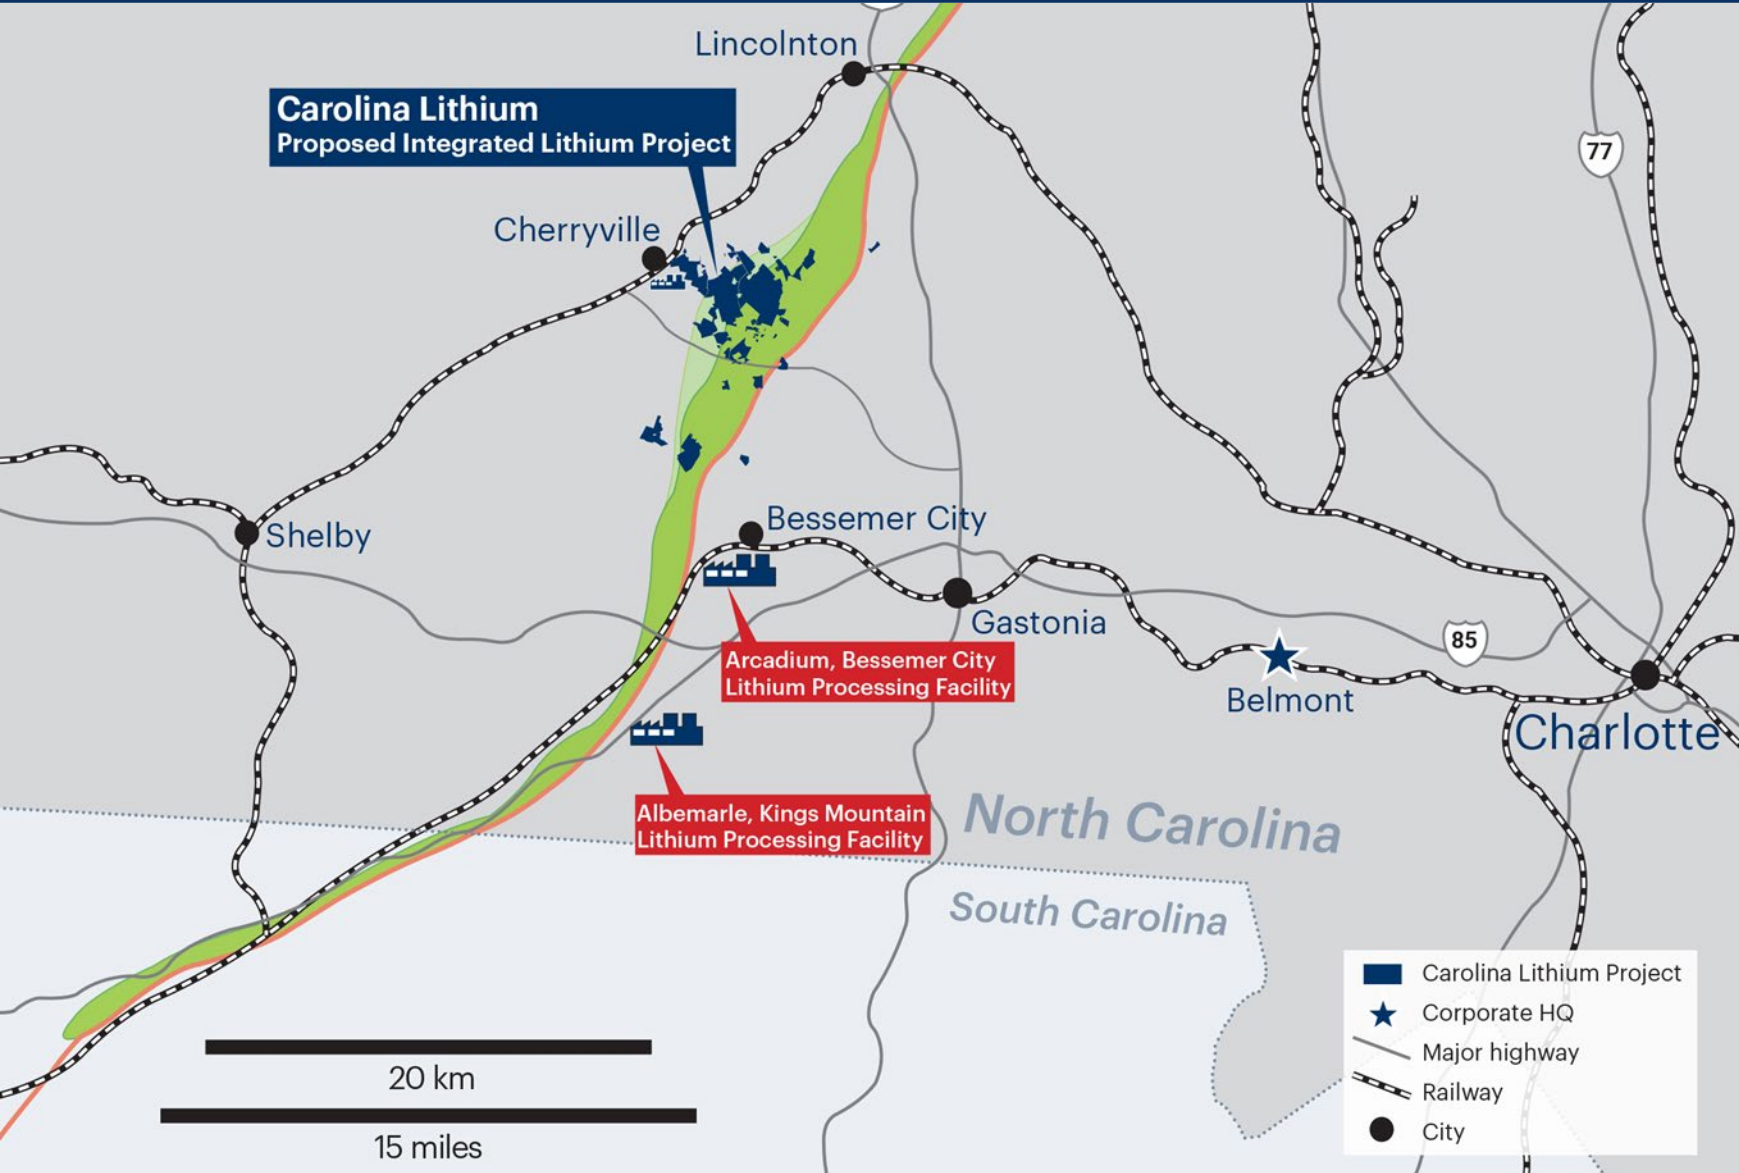 Lincolnton
Carolina Lithium
Proposed Integrated Lithium Project
77
Cherryville
Bessemer City
Shelby
Gastonia
85
Arcadium, Bessemer City
Lithium Processing Facility
Belmont
Charlotte
Albemarle, Kings Mountain
Lithium Processing Facility
North Carolina
South Carolina
Carolina Lithium Project
Corporate HQ
Major highway
Railway
City
20 km
15 miles